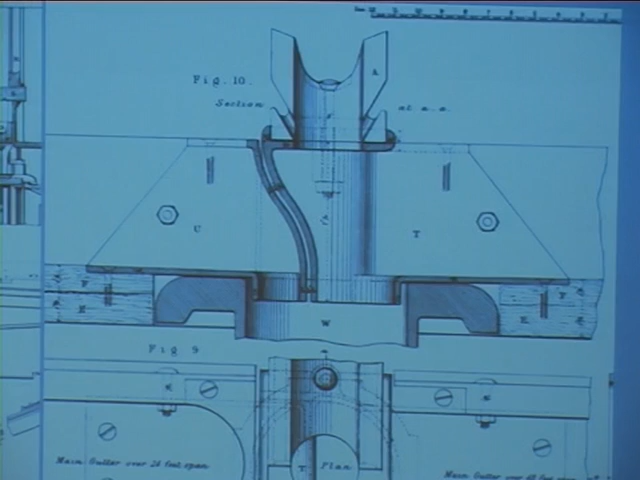 Fig. 10.
A
Section at a.a.
U
T
F
F
E
E
W
Fig 9
T Plan
Main Gutter over 24 feet span
Main Gutter over 48 feet span